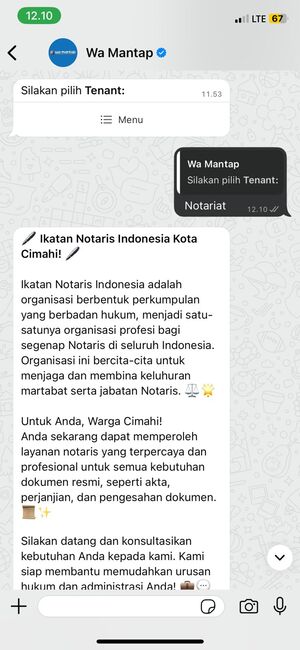 12.10
LTE 67
Wa Mantap
Silakan pilih Tenant:
11.53
Menu
Wa Mantap
Silakan pilih Tenant:
Notariat
12.10
Ikatan Notaris Indonesia Kota
Cimahi!
Ikatan Notaris Indonesia adalah
organisasi berbentuk perkumpulan
yang berbadan hukum, menjadi satu-
satunya organisasi profesi bagi
segenap Notaris di seluruh Indonesia.
Organisasi ini bercita-cita untuk
menjaga dan membina keluhuran
martabat serta jabatan Notaris. ⚖️🌟
Untuk Anda, Warga Cimahi!
Anda sekarang dapat memperoleh
layanan notaris yang terpercaya dan
profesional untuk semua kebutuhan
dokumen resmi, seperti akta,
perjanjian, dan pengesahan dokumen.
📜✨
Silakan datang dan konsultasikan
kebutuhan Anda kepada kami. Kami
siap membantu memudahkan urusan
hukum dan administrasi Anda! 💼💬